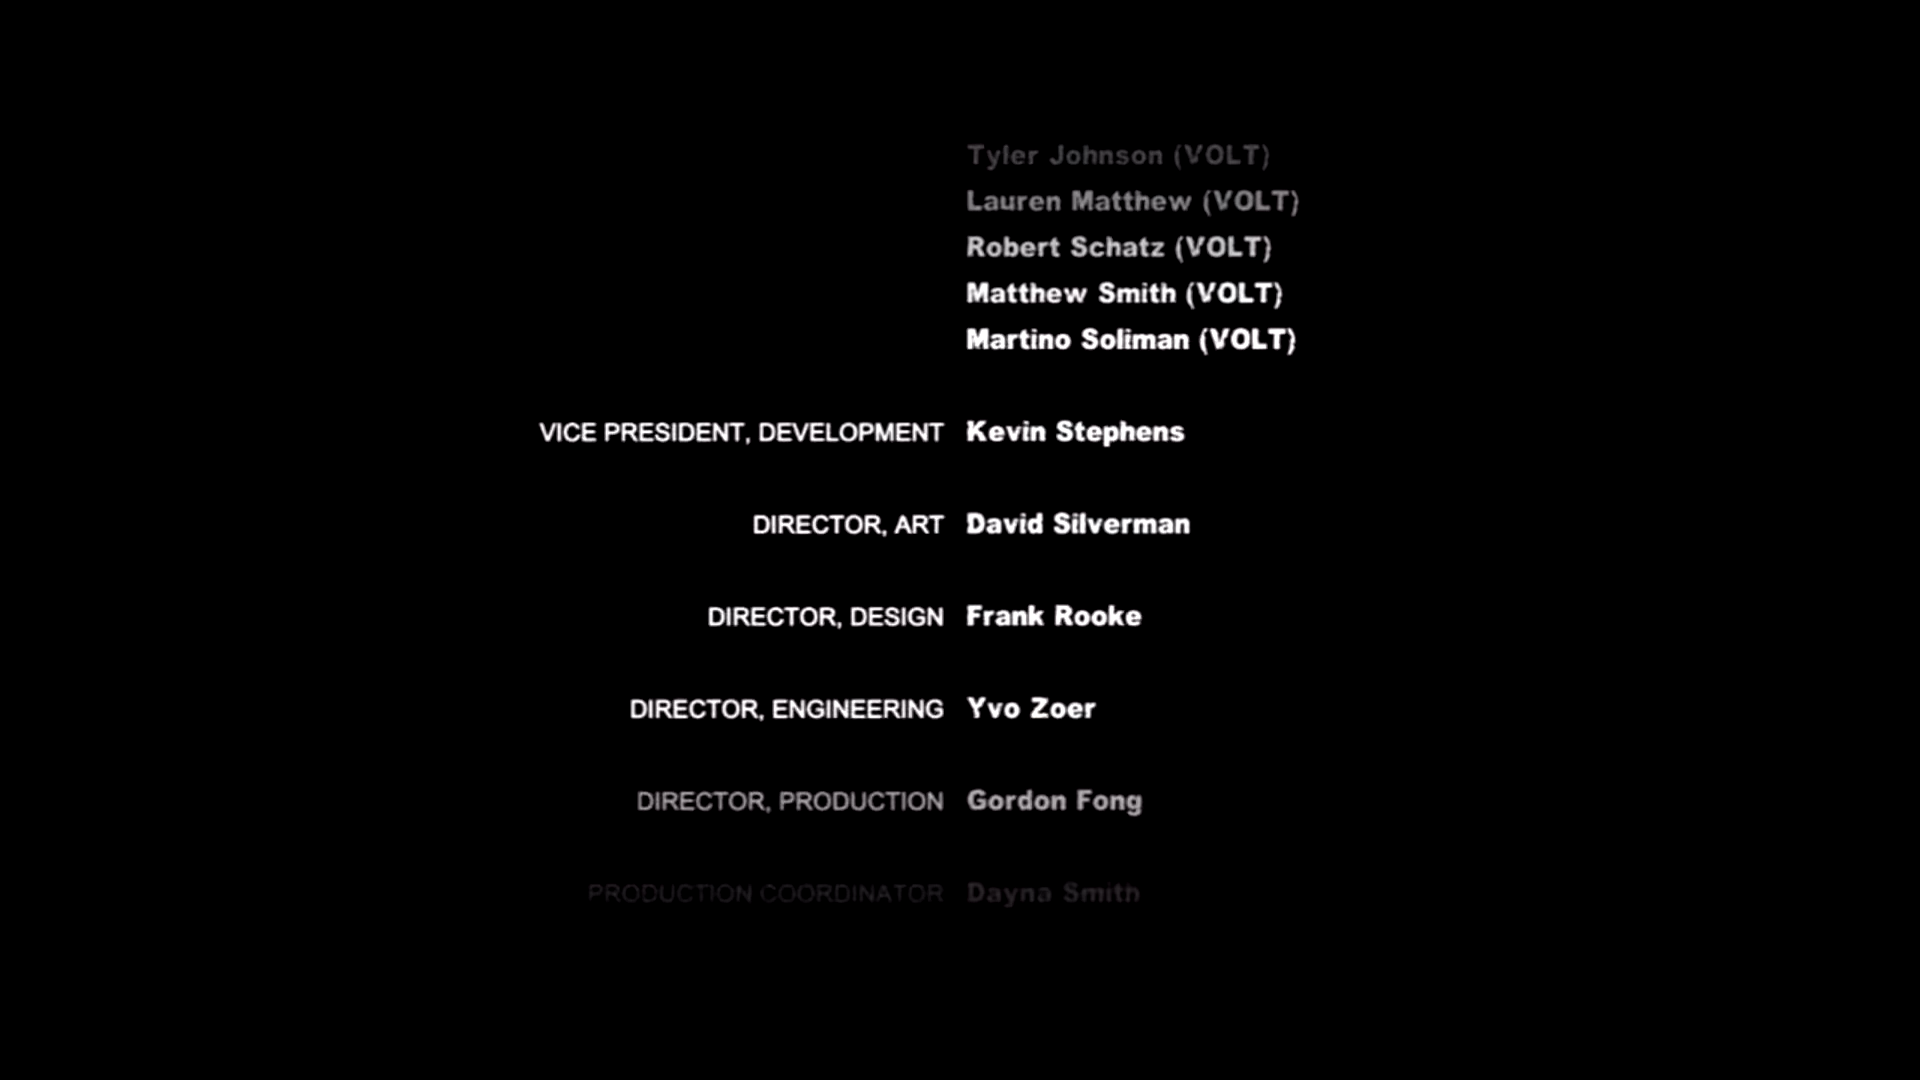 Tyler Johnson (VOLT)
Lauren Matthew (VOLT)
Robert Schatz (VOLT)
Matthew Smith (VOLT)
Martino Soliman (VOLT)
VICE PRESIDENT, DEVELOPMENT Kevin Stephens
DIRECTOR, ART David Silverman
DIRECTOR, DESIGN Frank Rooke
DIRECTOR, ENGINEERING Yvo Zoer
DIRECTOR, PRODUCTION Gordon Fong
PRODUCTION COORDINATOR Dayna Smith